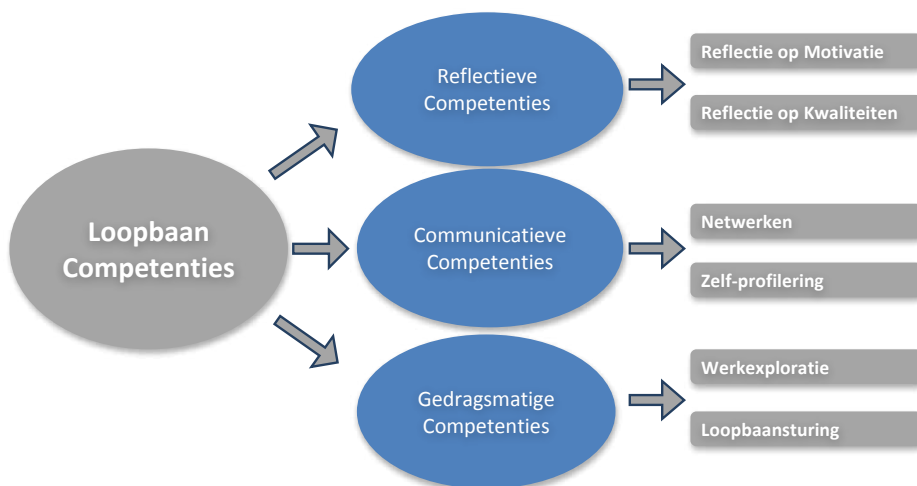 Loopbaan
Competenties
Reflectieve
Competenties
Reflectie op Motivatie
Reflectie op Kwaliteiten
Communicatieve
Competenties
Netwerken
Zelf-profilering
Gedragsmatige
Competenties
Werkexploratie
Loopbaansturing